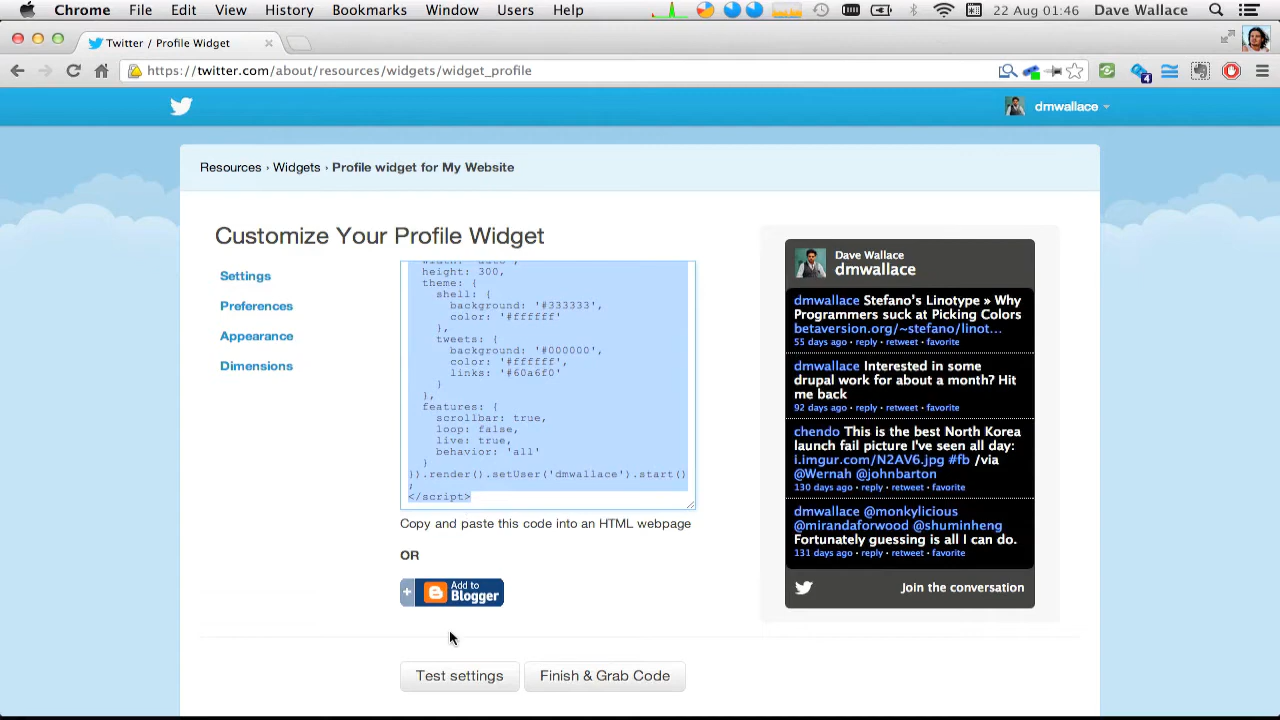 Chrome File Edit View History Bookmarks Window Users Help 22 Aug 01:46 Dave Wallace
Twitter / Profile Widget
https://twitter.com/about/resources/widgets/widget_profile
4
dmwallace
Resources › Widgets › Profile widget for My Website
Customize Your Profile Widget
Settings
Preferences
Appearance
Dimensions
height: 300,
theme: {
shell: {
background: '#333333',
color: '#ffffff'
},
tweets: {
background: '#000000',
color: '#ffffff',
links: '#60a6f0'
}
},
features: {
scrollbar: true,
loop: false,
live: true,
behavior: 'all'
}
}).render().setUser('dmwallace').start()
;
</script>
Copy and paste this code into an HTML webpage
OR
+ Add to
Blogger
Test settings Finish & Grab Code
Dave Wallace
dmwallace
dmwallace Stefano's Linotype » Why
Programmers suck at Picking Colors
betaversion.org/~stefano/linot…
55 days ago • reply • retweet • favorite
dmwallace Interested in some
drupal work for about a month? Hit
me back
92 days ago • reply • retweet • favorite
chendo This is the best North Korea
launch fail picture I've seen all day:
i.imgur.com/N2AV6.jpg #fb /via
@Wernah @johnbarton
130 days ago • reply • retweet • favorite
dmwallace @monkylicious
@mirandaforwood @shuminheng
Fortunately guessing is all I can do.
131 days ago • reply • retweet • favorite
Join the conversation